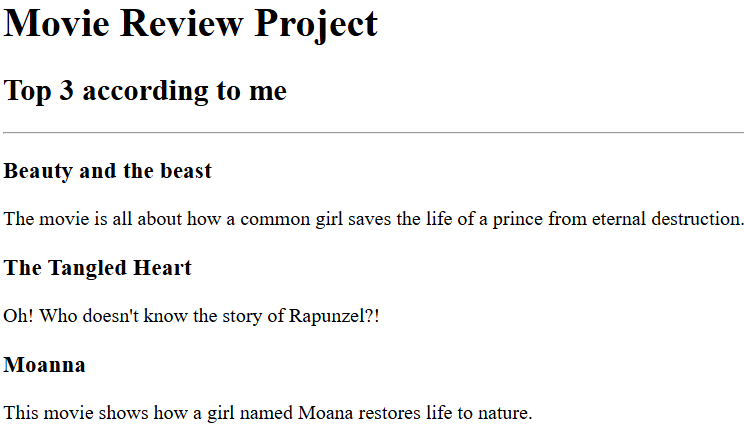 Movie Review Project
Top 3 according to me
Beauty and the beast
The movie is all about how a common girl saves the life of a prince from eternal destruction.
The Tangled Heart
Oh! Who doesn't know the story of Rapunzel?!
Moanna
This movie shows how a girl named Moana restores life to nature.